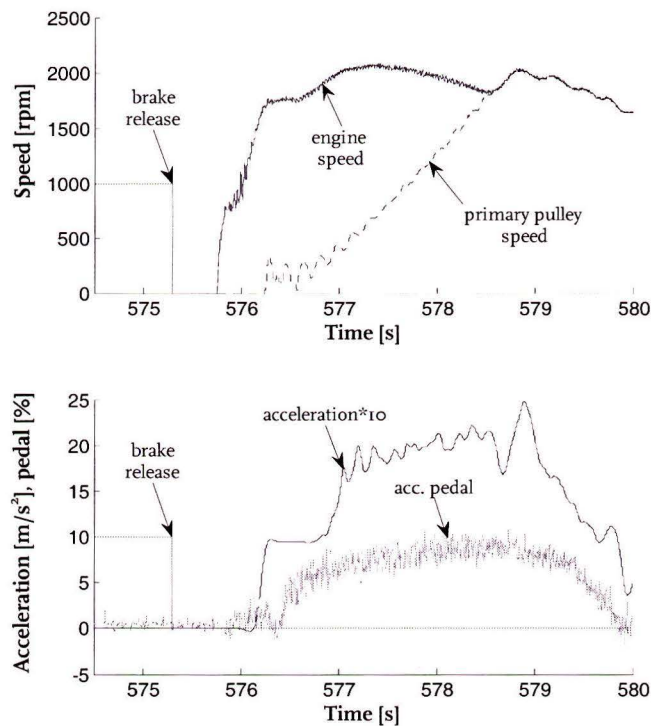 2500
2000
1500
1000
500
0
Speed [rpm]
brake
release
engine
speed
primary pulley
speed
575 576 577 578 579 580
Time [s]
25
20
15
10
5
0
-5
Acceleration [m/s²], pedal [%]
acceleration*10
brake
release
acc. pedal
575 576 577 578 579 580
Time [s]